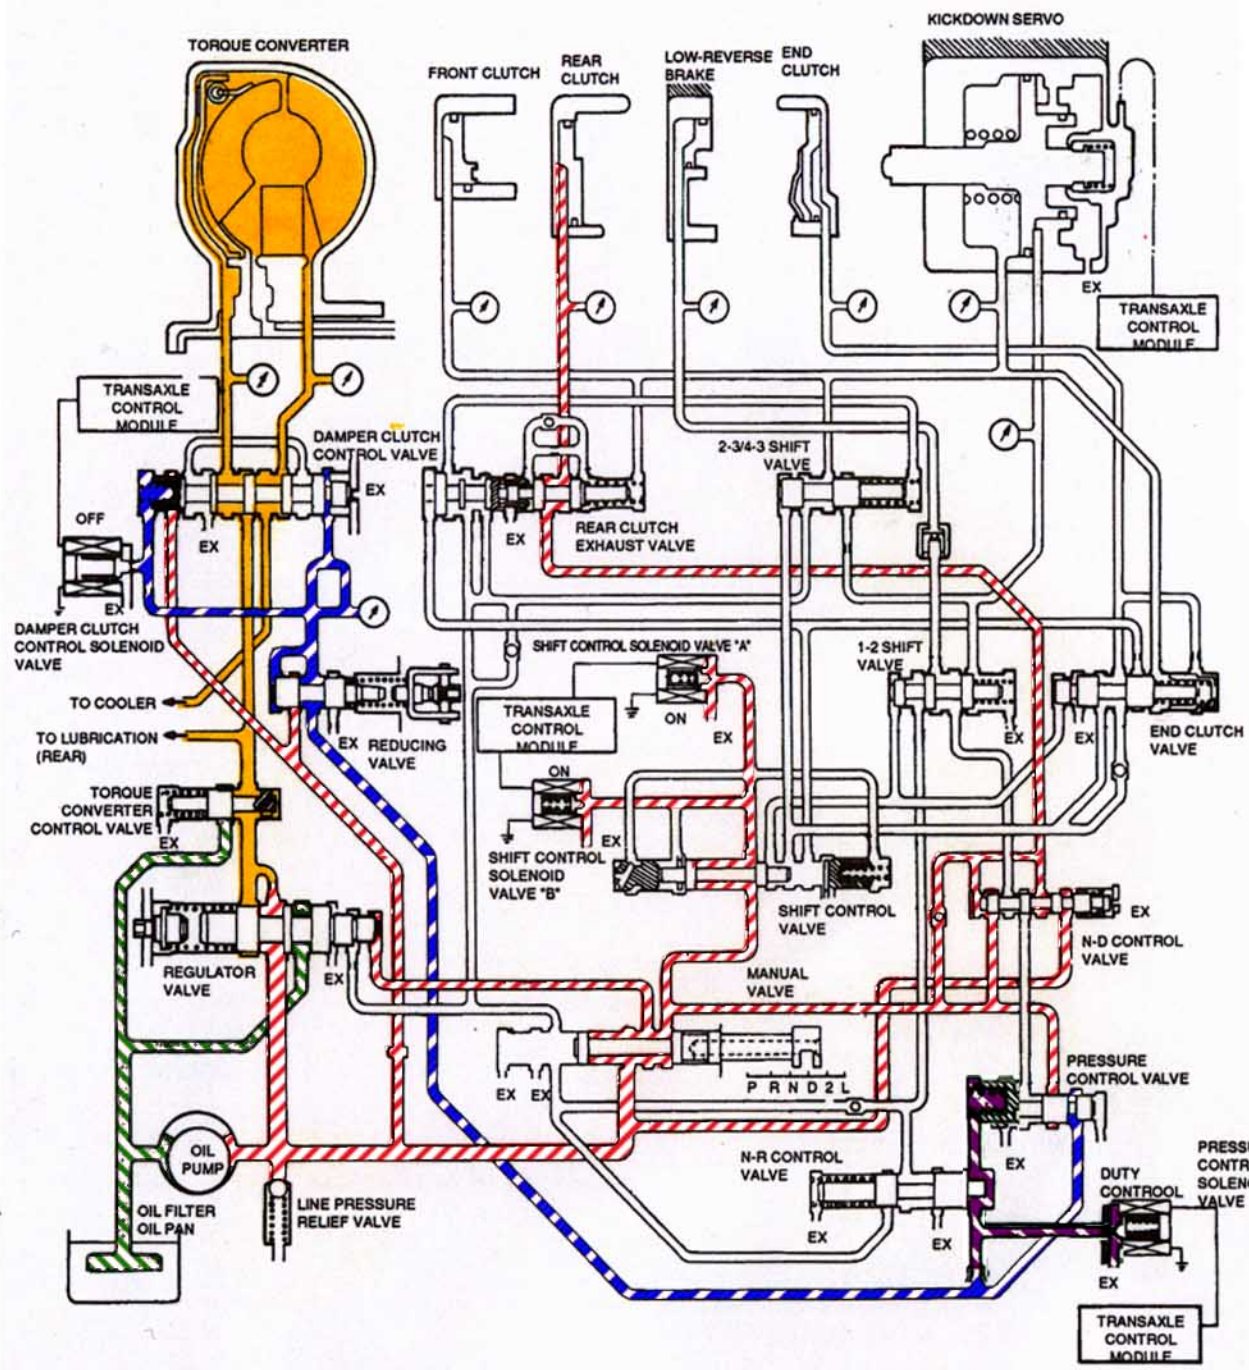 KICKDOWN SERVO
TORQUE CONVERTER
FRONT CLUTCH
REAR
CLUTCH
LOW-REVERSE
BRAKE
END
CLUTCH
EX
TRANSAXLE
CONTROL
MODULE
TRANSAXLE
CONTROL
MODULE
DAMPER CLUTCH
CONTROL VALVE
2-3/4-3 SHIFT
VALVE
EX
OFF
EX
EX
REAR CLUTCH
EXHAUST VALVE
EX
DAMPER CLUTCH
CONTROL SOLENOID
VALVE
SHIFT CONTROL SOLENOID VALVE "A"
1-2 SHIFT
VALVE
TO COOLER
TRANSAXLE
CONTROL
MODULE
ON
EX
TO LUBRICATION
(REAR)
EX
REDUCING
VALVE
EX
EX
END CLUTCH
VALVE
ON
TORQUE
CONVERTER
CONTROL VALVE
EX
EX
SHIFT CONTROL
SOLENOID
VALVE "B"
SHIFT CONTROL
VALVE
EX
N-D CONTROL
VALVE
REGULATOR
VALVE
EX
MANUAL
VALVE
P R N D 2 L
EX
EX
PRESSURE
CONTROL VALVE
OIL
PUMP
N-R CONTROL
VALVE
EX
DUTY
CONTROOL
PRESSU
CONTR
SOLENO
VALVE
OIL FILTER
OIL PAN
LINE PRESSURE
RELIEF VALVE
EX
EX
EX
TRANSAXLE
CONTROL
MODULE